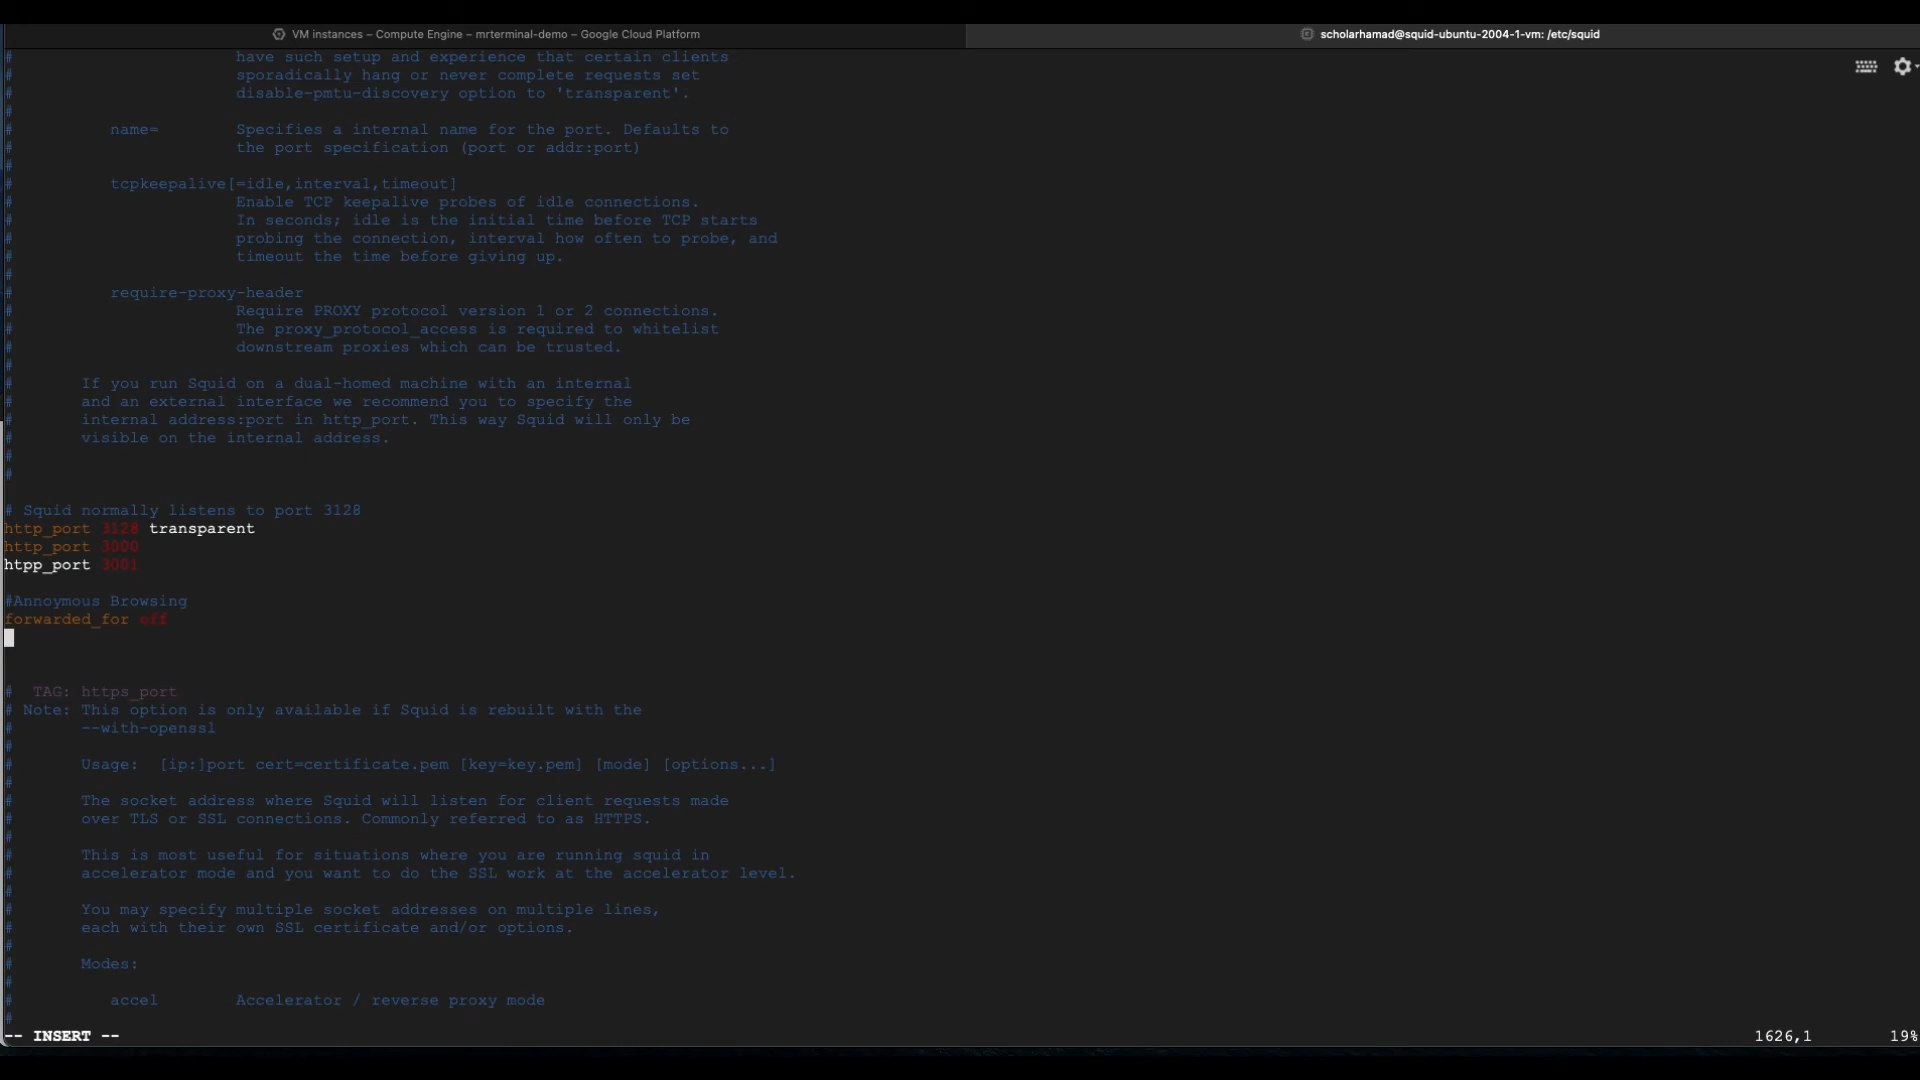 VM instances – Compute Engine – mrterminal-demo – Google Cloud Platform
scholarhamad@squid-ubuntu-2004-1-vm: /etc/squid
# have such setup and experience that certain clients
# sporadically hang or never complete requests set
# disable-pmtu-discovery option to 'transparent'.
#
# name= Specifies a internal name for the port. Defaults to
# the port specification (port or addr:port)
#
# tcpkeepalive[=idle,interval,timeout]
# Enable TCP keepalive probes of idle connections.
# In seconds; idle is the initial time before TCP starts
# probing the connection, interval how often to probe, and
# timeout the time before giving up.
#
# require-proxy-header
# Require PROXY protocol version 1 or 2 connections.
# The proxy_protocol_access is required to whitelist
# downstream proxies which can be trusted.
#
# If you run Squid on a dual-homed machine with an internal
# and an external interface we recommend you to specify the
# internal address:port in http_port. This way Squid will only be
# visible on the internal address.
#
#
# Squid normally listens to port 3128
http_port 3128 transparent
http_port 3000
htpp_port 3001
#Annoymous Browsing
forwarded_for off
# TAG: https_port
# Note: This option is only available if Squid is rebuilt with the
# --with-openssl
#
# Usage: [ip:]port cert=certificate.pem [key=key.pem] [mode] [options...]
#
# The socket address where Squid will listen for client requests made
# over TLS or SSL connections. Commonly referred to as HTTPS.
#
# This is most useful for situations where you are running squid in
# accelerator mode and you want to do the SSL work at the accelerator level.
#
# You may specify multiple socket addresses on multiple lines,
# each with their own SSL certificate and/or options.
#
# Modes:
#
# accel Accelerator / reverse proxy mode
#
-- INSERT -- 1626,1 19%